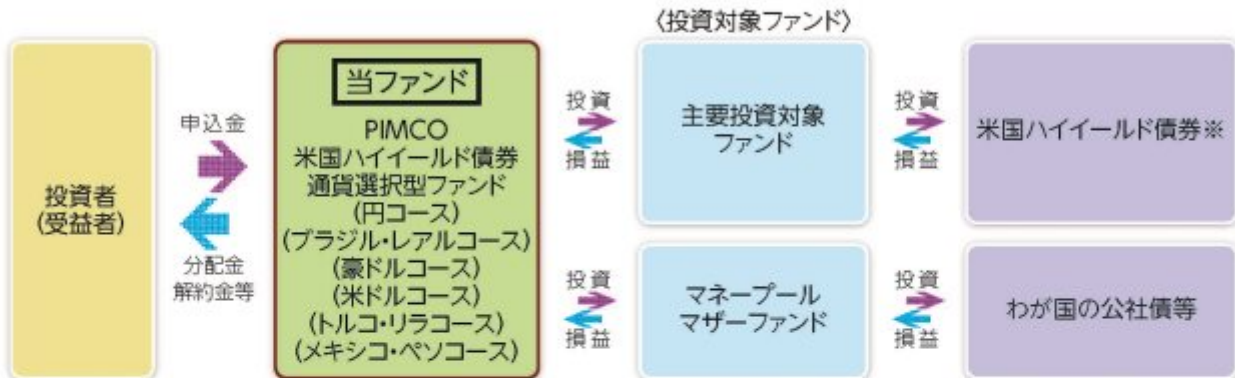 〈投資対象ファンド〉
投資者
(受益者)
申込金
分配金
解約金等
当ファンド
PIMCO
米国ハイイールド債券
通貨選択型ファンド
(円コース)
(ブラジル・レアルコース)
(豪ドルコース)
(米ドルコース)
(トルコ・リラコース)
(メキシコ・ペソコース)
投資
損益
主要投資対象
ファンド
投資
損益
米国ハイイールド債券※
投資
損益
マネープール
マザーファンド
投資
損益
わが国の公社債等